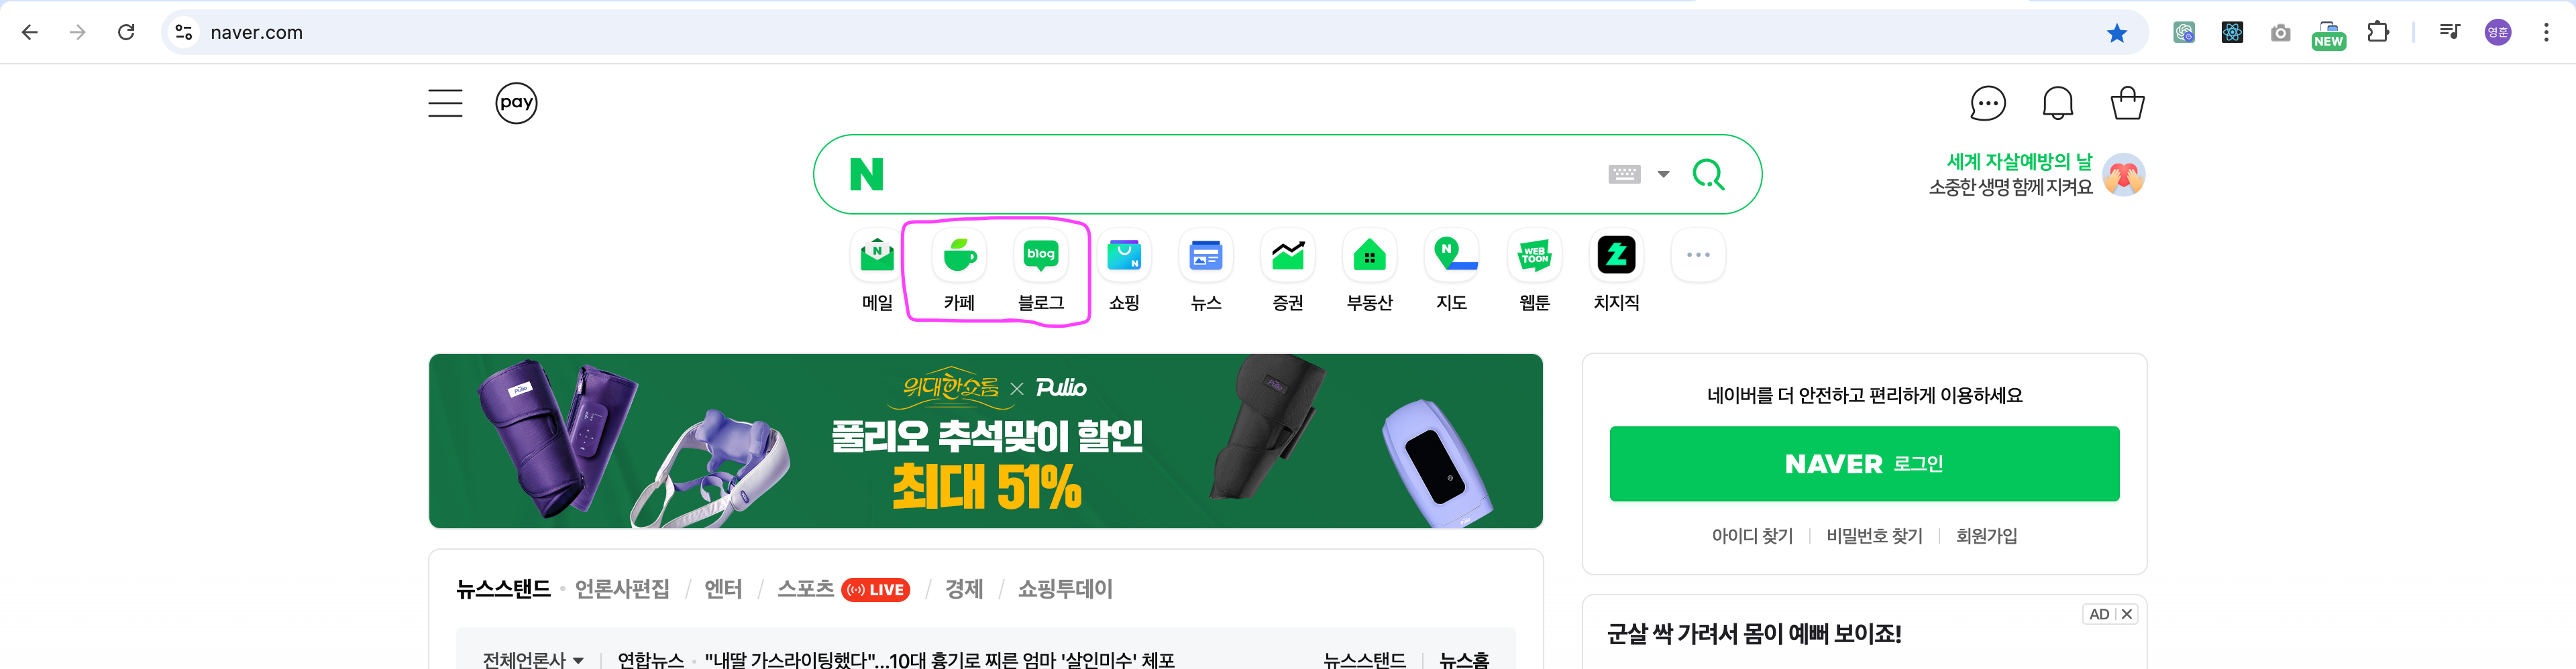 naver.com
NEW
영훈
pay
N
세계 자살예방의 날
소중한 생명 함께 지켜요
N
blog
N
N
WEB
TOON
메일
카페
블로그
쇼핑
뉴스
증권
부동산
지도
웹툰
치지직
위대한쇼룸 × Pulio
풀리오 추석맞이 할인
최대 51%
네이버를 더 안전하고 편리하게 이용하세요
NAVER 로그인
아이디 찾기
비밀번호 찾기
회원가입
뉴스스탠드 · 언론사편집 / 엔터 / 스포츠 LIVE / 경제 / 쇼핑투데이
전체언론사
연합뉴스 · "내딸 가스라이팅했다"...10대 흉기로 찌른 엄마 '살인미수' 체포
뉴스스탠드
뉴스홈
AD
군살 싹 가려서 몸이 예뻐 보이죠!